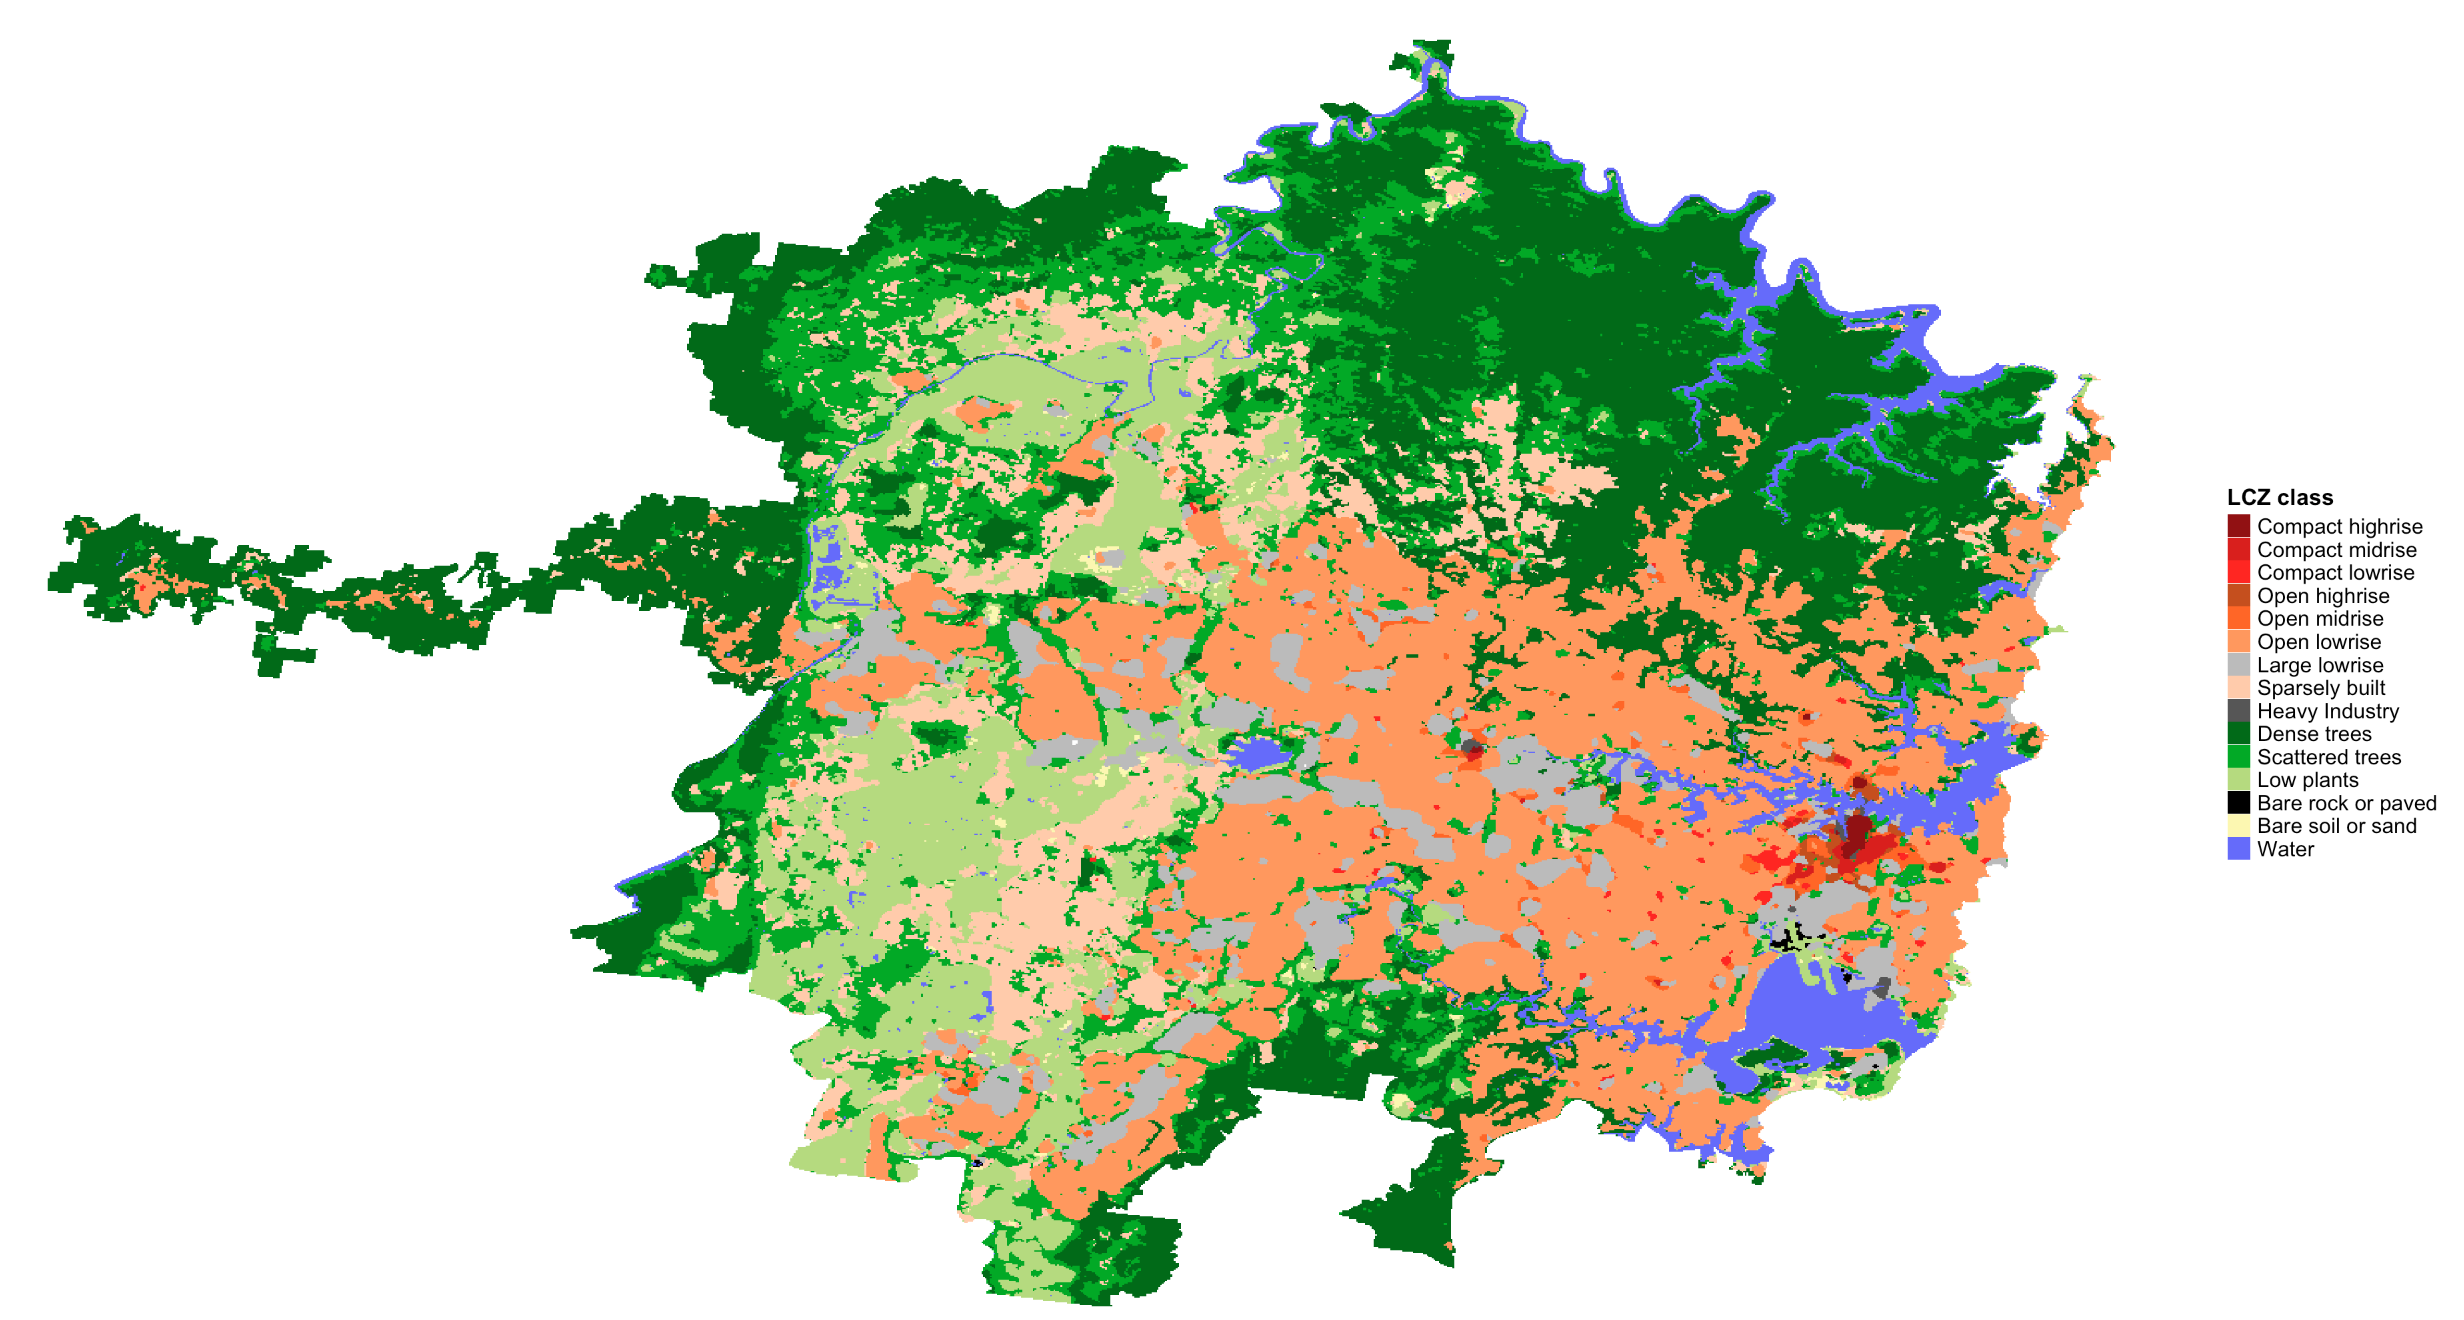 LCZ class
Compact highrise
Compact midrise
Compact lowrise
Open highrise
Open midrise
Open lowrise
Large lowrise
Sparsely built
Heavy Industry
Dense trees
Scattered trees
Low plants
Bare rock or paved
Bare soil or sand
Water